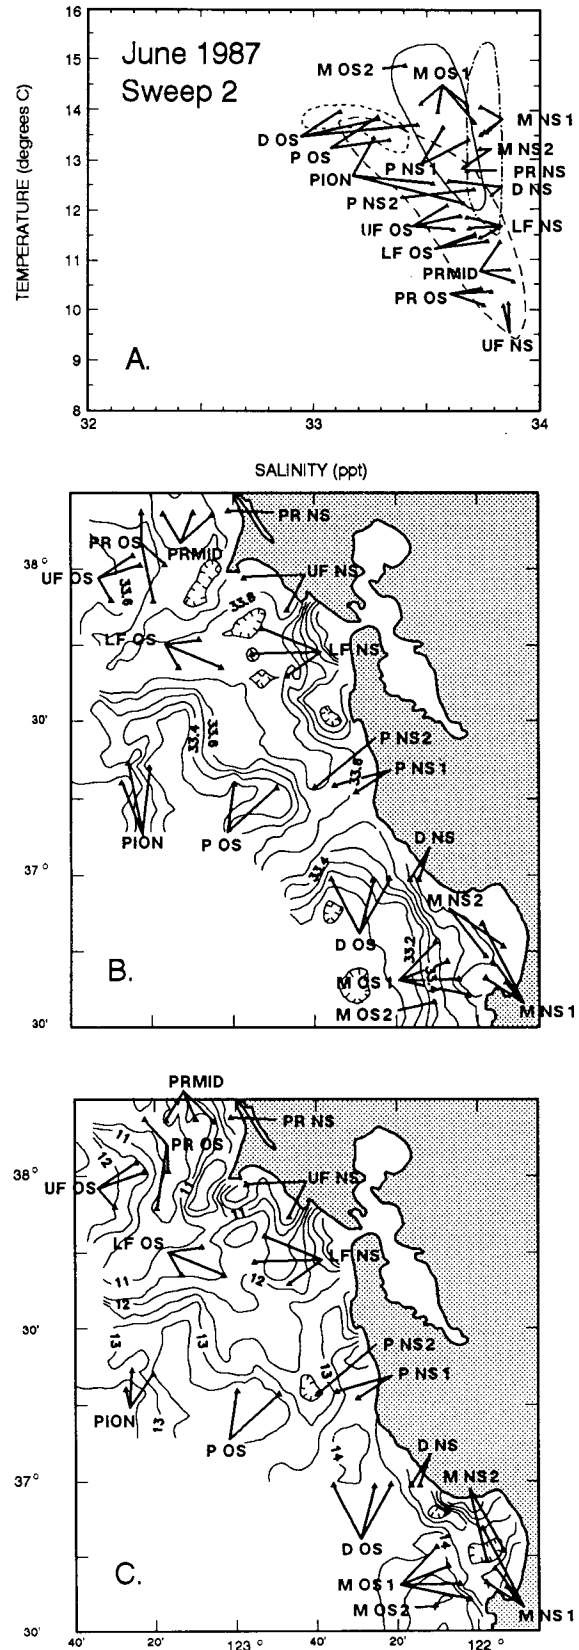 June 1987
Sweep 2
TEMPERATURE (degrees C)
16
15
14
13
12
11
10
9
8
M OS2
M OS1
M NS1
D OS
P OS
M NS2
P NS1
PR NS
PION
D NS
P NS2
UF OS
LF NS
LF OS
PRMID
PR OS
UF NS
A.
32
33
34
SALINITY (ppt)
PR NS
PR OS
PRMID
38°
UF OS
UF NS
33.6
33.8
LF OS
LF NS
30'
33.4
33.6
P NS2
33.6
P NS1
PION
P OS
D NS
37°
33.4
M NS2
D OS
33.2
B.
M OS1
M OS2
M NS1
30'
PRMID
PR NS
11
PR OS
12
38°
UF OS
UF NS
11
LF OS
LF NS
11
12
12
30'
13
13
P NS2
13
P NS1
PION
13
P OS
14
D NS
37°
M NS2
D OS
14
C.
M OS1
M OS2
M NS1
30'
40'
20'
123°
40'
20'
122°